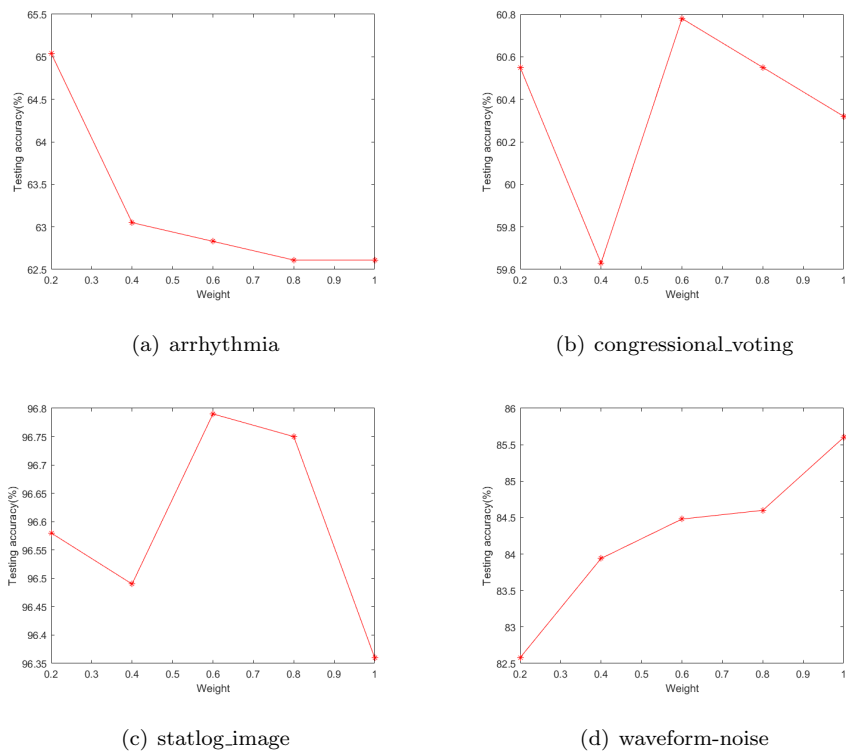 65.5
65
64.5
64
63.5
63
62.5
Testing accuracy(%)
0.2 0.3 0.4 0.5 0.6 0.7 0.8 0.9 1
Weight
(a) arrhythmia
60.8
60.6
60.4
60.2
60
59.8
59.6
Testing accuracy(%)
0.2 0.3 0.4 0.5 0.6 0.7 0.8 0.9 1
Weight
(b) congressional_voting
96.8
96.75
96.7
96.65
96.6
96.55
96.5
96.45
96.4
96.35
Testing accuracy(%)
0.2 0.3 0.4 0.5 0.6 0.7 0.8 0.9 1
Weight
(c) statlog_image
86
85.5
85
84.5
84
83.5
83
82.5
Testing accuracy(%)
0.2 0.3 0.4 0.5 0.6 0.7 0.8 0.9 1
Weight
(d) waveform-noise